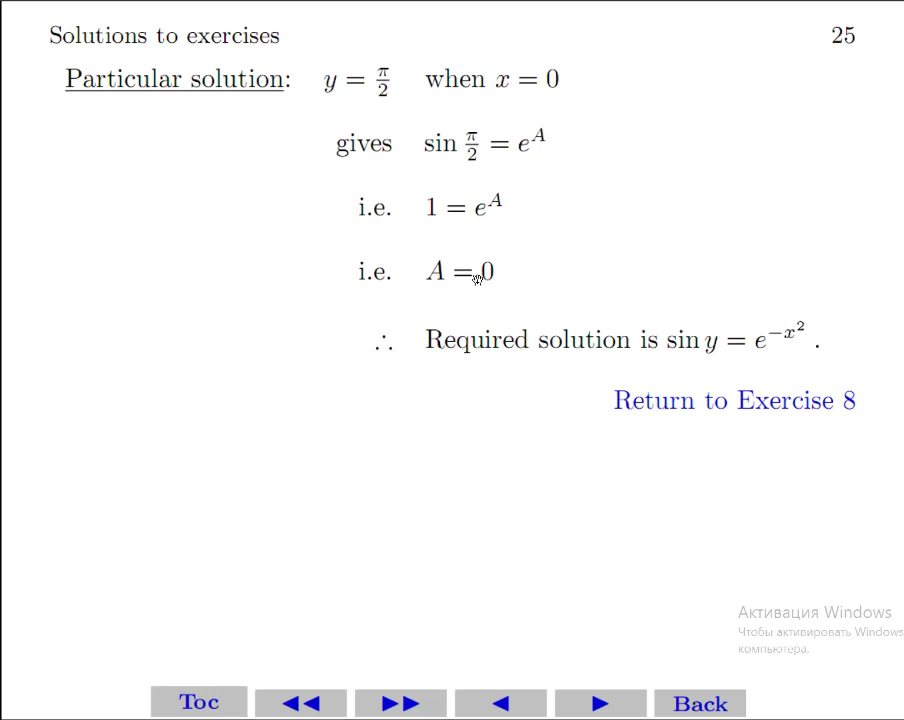 Solutions to exercises 25
Particular solution: y = π/2 when x = 0
gives sin π/2 = e^A
i.e. 1 = e^A
i.e. A = 0
∴ Required solution is sin y = e^{−x^2} .
Return to Exercise 8
Активация Windows
Чтобы активировать Windows
компьютера.
Toc ◀◀ ▶▶ ◀ ▶ Back